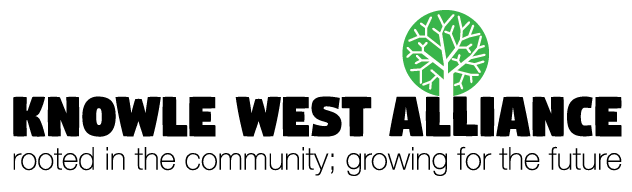 KNOWLE WEST ALLIANCE
rooted in the community; growing for the future